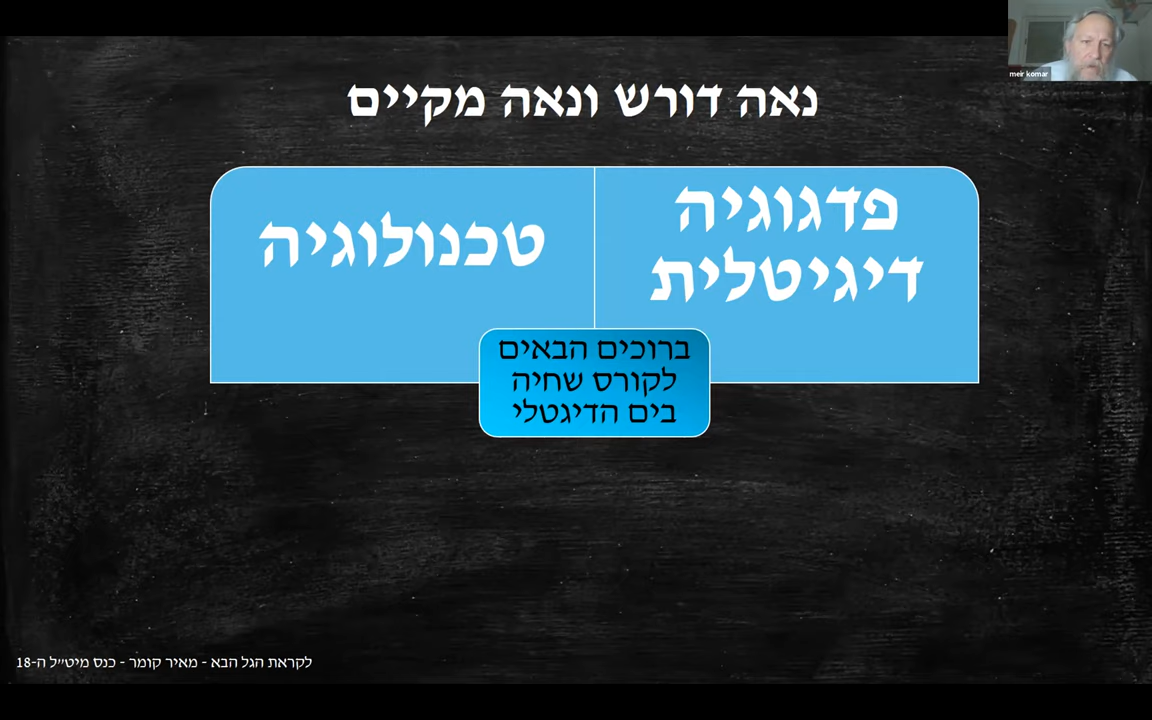 meir komar
נאה דורש ונאה מקיים
פדגוגיה
דיגיטלית
טכנולוגיה
ברוכים הבאים
לקורס שחיה
בים הדיגטלי
לקראת הגל הבא - מאיר קומר - כנס מיט״ל ה-18